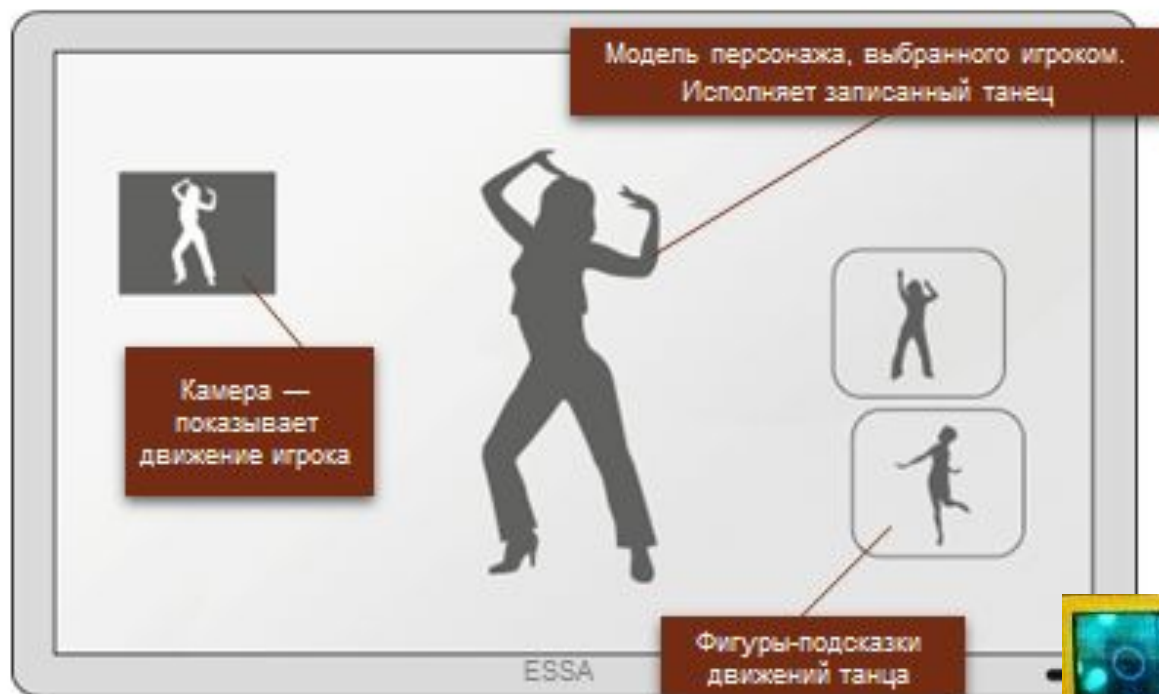 Модель персонажа, выбранного игроком.
Исполняет записанный танец
Камера —
показывает
движение игрока
Фигуры-подсказки
движений танца
ESSA